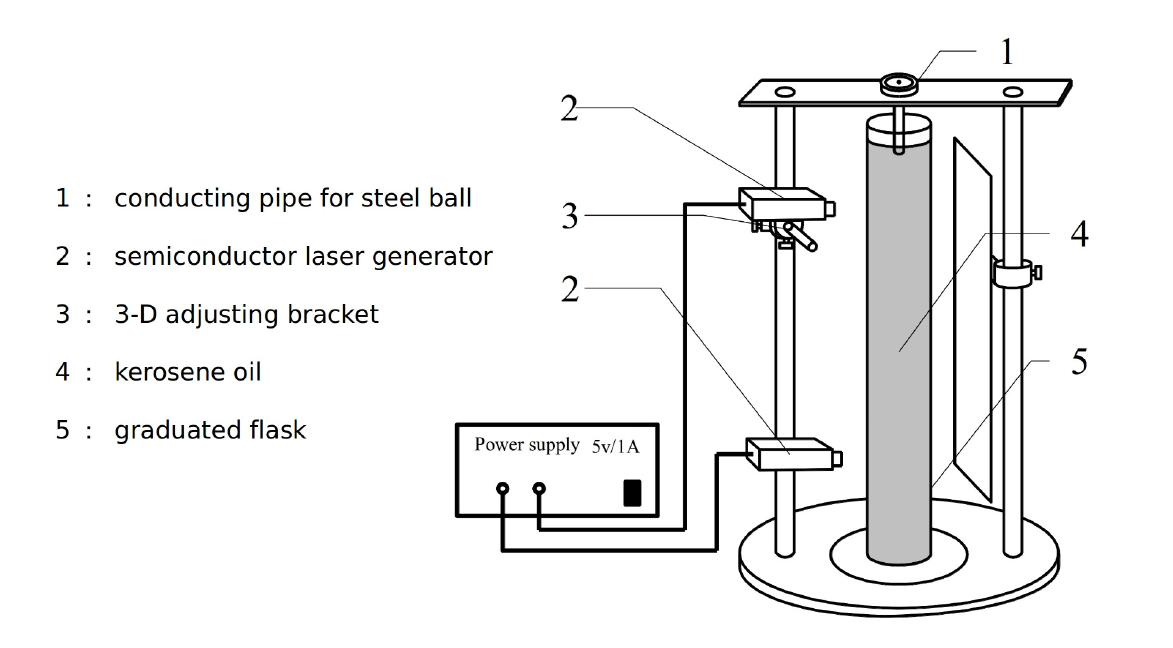 1
2
3
2
4
5
1 : conducting pipe for steel ball
2 : semiconductor laser generator
3 : 3-D adjusting bracket
4 : kerosene oil
5 : graduated flask
Power supply 5v/1A